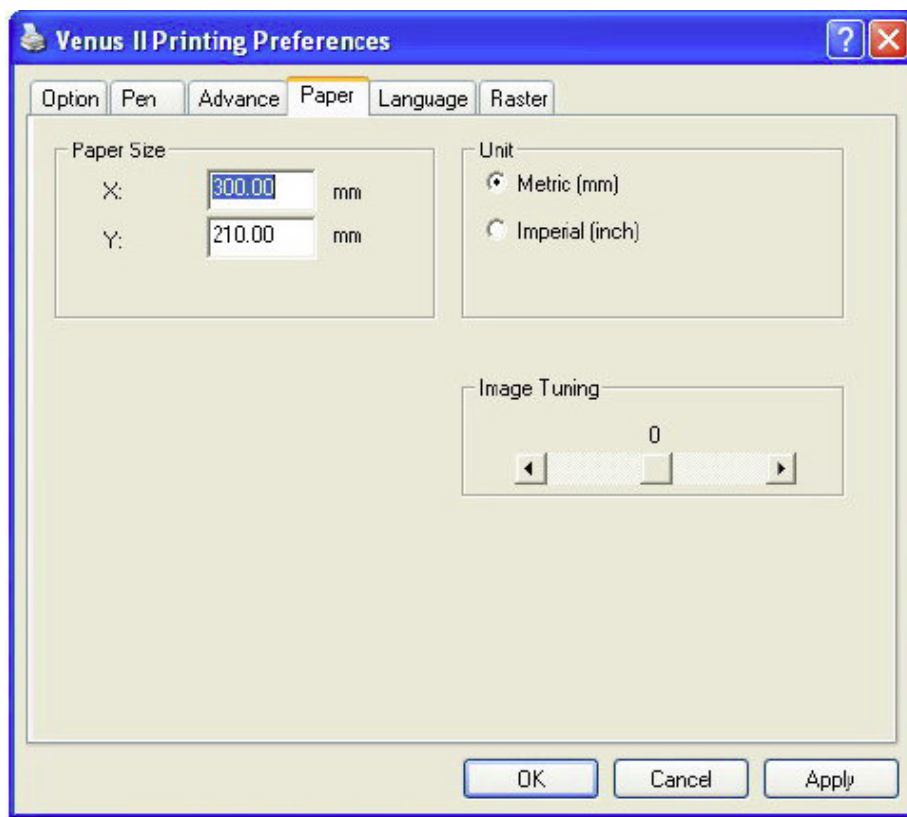 Venus II Printing Preferences
?
Option Pen Advance Paper Language Raster
Paper Size
X: 300.00 mm
Y: 210.00 mm
Unit
Metric (mm)
Imperial (inch)
Image Tuning
0
OK Cancel Apply